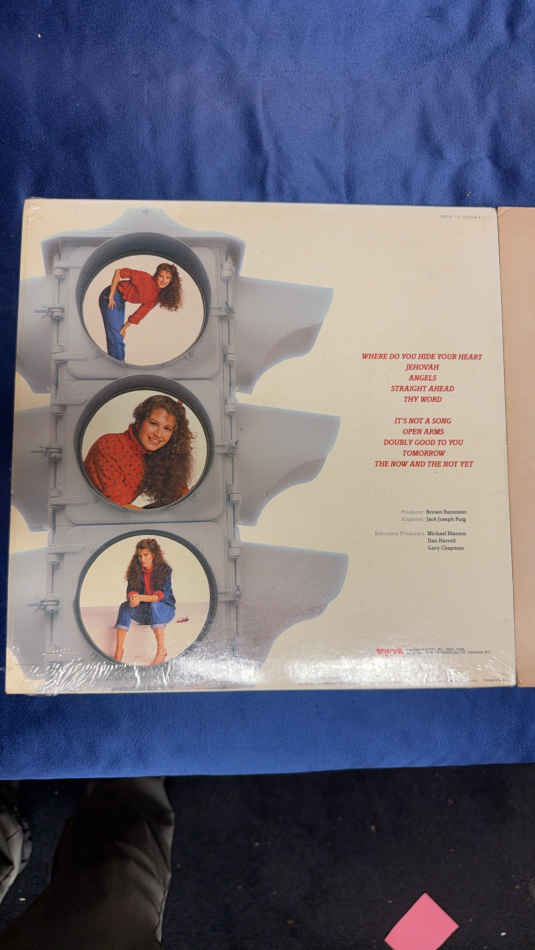 WHERE DO YOU HIDE YOUR HEART
JEHOVAH
ANGELS
STRAIGHT AHEAD
THY WORD
IT'S NOT A SONG
OPEN ARMS
DOUBLY GOOD TO YOU
TOMORROW
THE NOW AND THE NOT YET
Producer: Brown Bannister
Engineer: Jack Joseph Puig
Executive Producers: Michael Blanton
Dan Harrell
Gary Chapman